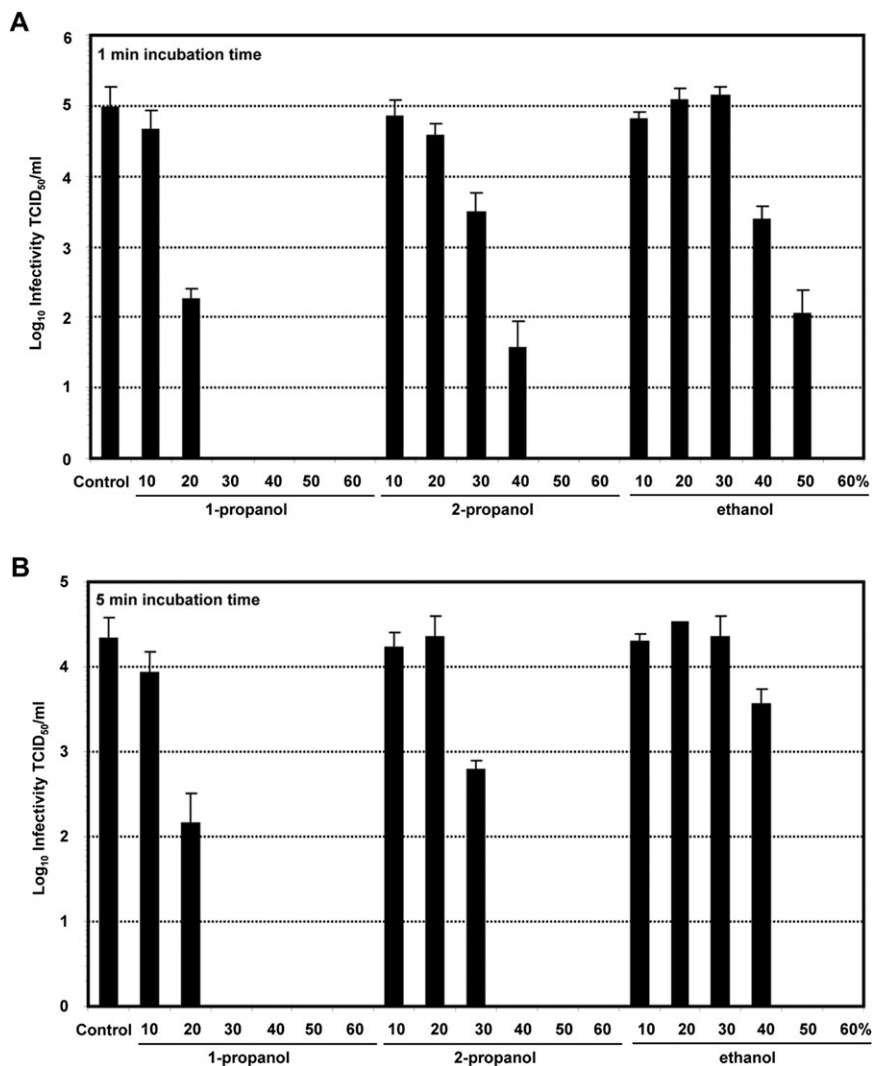 A
6
1 min incubation time
5
4
3
2
1
0
Log₁₀ Infectivity TCID₅₀/ml
Control 10 20 30 40 50 60 10 20 30 40 50 60 10 20 30 40 50 60%
1-propanol 2-propanol ethanol
B
5
5 min incubation time
4
3
2
1
0
Log₁₀ Infectivity TCID₅₀/ml
Control 10 20 30 40 50 60 10 20 30 40 50 60 10 20 30 40 50 60%
1-propanol 2-propanol ethanol